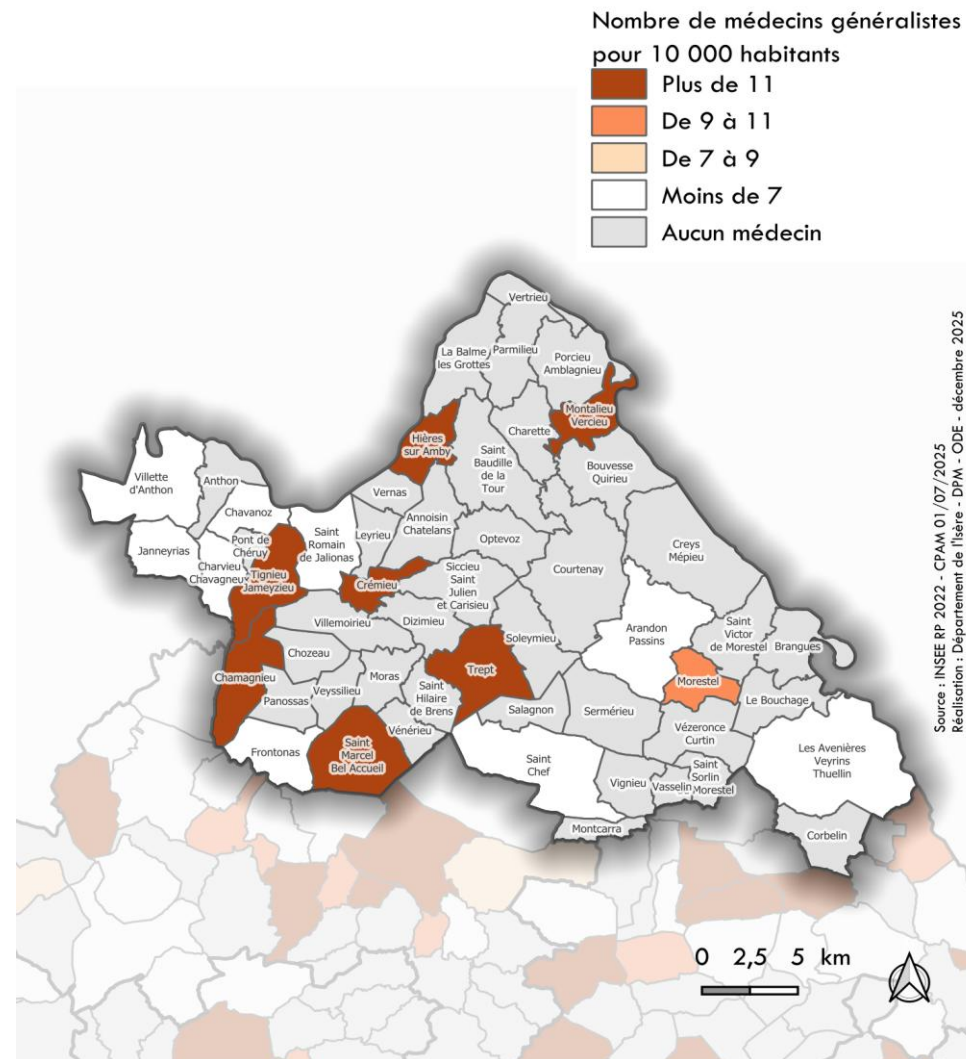 Nombre de médecins généralistes
pour 10 000 habitants
Plus de 11
De 9 à 11
De 7 à 9
Moins de 7
Aucun médecin
Vertrieu
La Balme
les Grottes
Parmilieu
Porcieu
Amblagnieu
Montalieu
Vercieu
Hières
sur Amby
Charette
Saint
Baudille
de la
Tour
Bouvesse
Quirieu
Villette
d'Anthon
Anthon
Vernas
Chavanoz
Annoisin
Chatelans
Saint
Romain
de Jalionas
Leyrieu
Optevoz
Creys
Mépieu
Janneyrias
Pont de
Chéruy
Charvieu
Chavagneu
Tignieu
Jameyzieu
Crémieu
Siccieu
Saint
Julien
et Carisieu
Courtenay
Villemoirieu
Dizimieu
Soleymieu
Arandon
Passins
Saint
Victor
de Morestel
Brangues
Chozeau
Trept
Chamagnieu
Moras
Morestel
Panossas
Veyssilieu
Saint
Hilaire
de Brens
Salagnon
Sermérieu
Le Bouchage
Vénérieu
Vézeronce
Curtin
Frontonas
Saint
Marcel
Bel Accueil
Saint
Chef
Les Avenières
Veyrins
Thuellin
Vignieu
Vasselin
Saint
Sorlin
Morestel
Montcarra
Corbelin
0 2,5 5 km
Source : INSEE RP 2022 - CPAM 01/07/2025
Réalisation : Département de l'Isère - DPM - ODE - décembre 2025